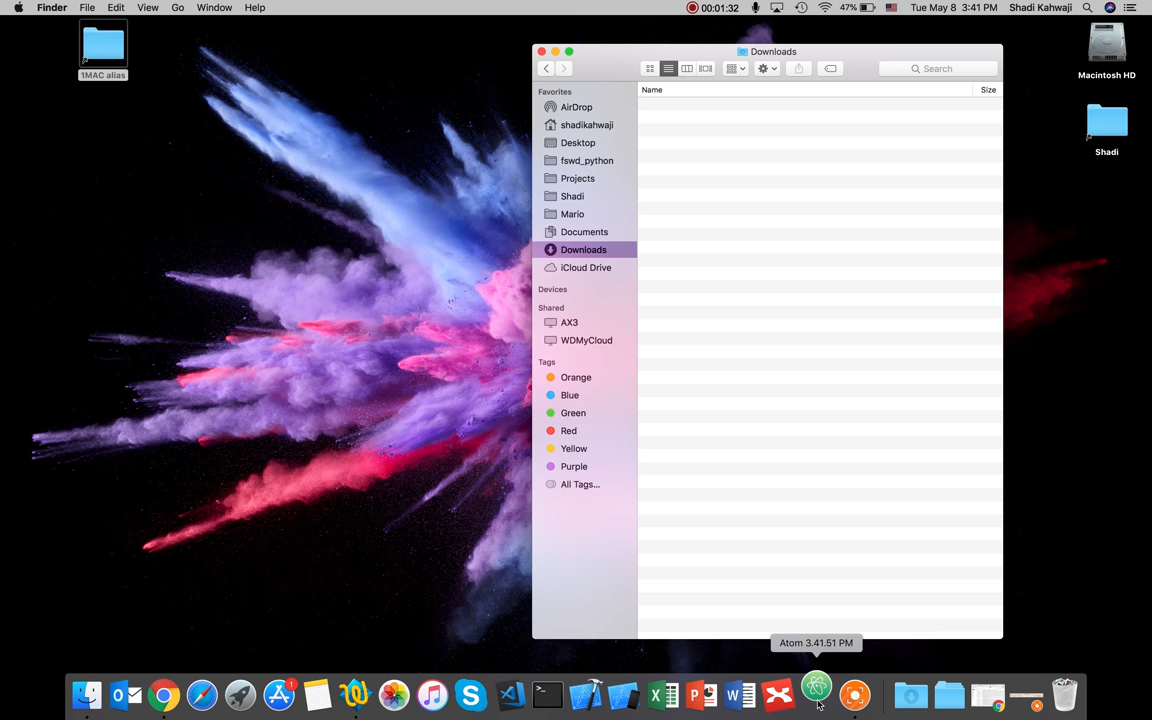 Finder File Edit View Go Window Help 00:01:32 47% Tue May 8 3:41 PM Shadi Kahwaji
1MAC alias
Macintosh HD
Shadi
Downloads
Search
Favorites
AirDrop
shadikahwaji
Desktop
fswd_python
Projects
Shadi
Mario
Documents
Downloads
iCloud Drive
Devices
Shared
AX3
WDMyCloud
Tags
Orange
Blue
Green
Red
Yellow
Purple
All Tags...
Name Size
Atom 3.41.51 PM
1